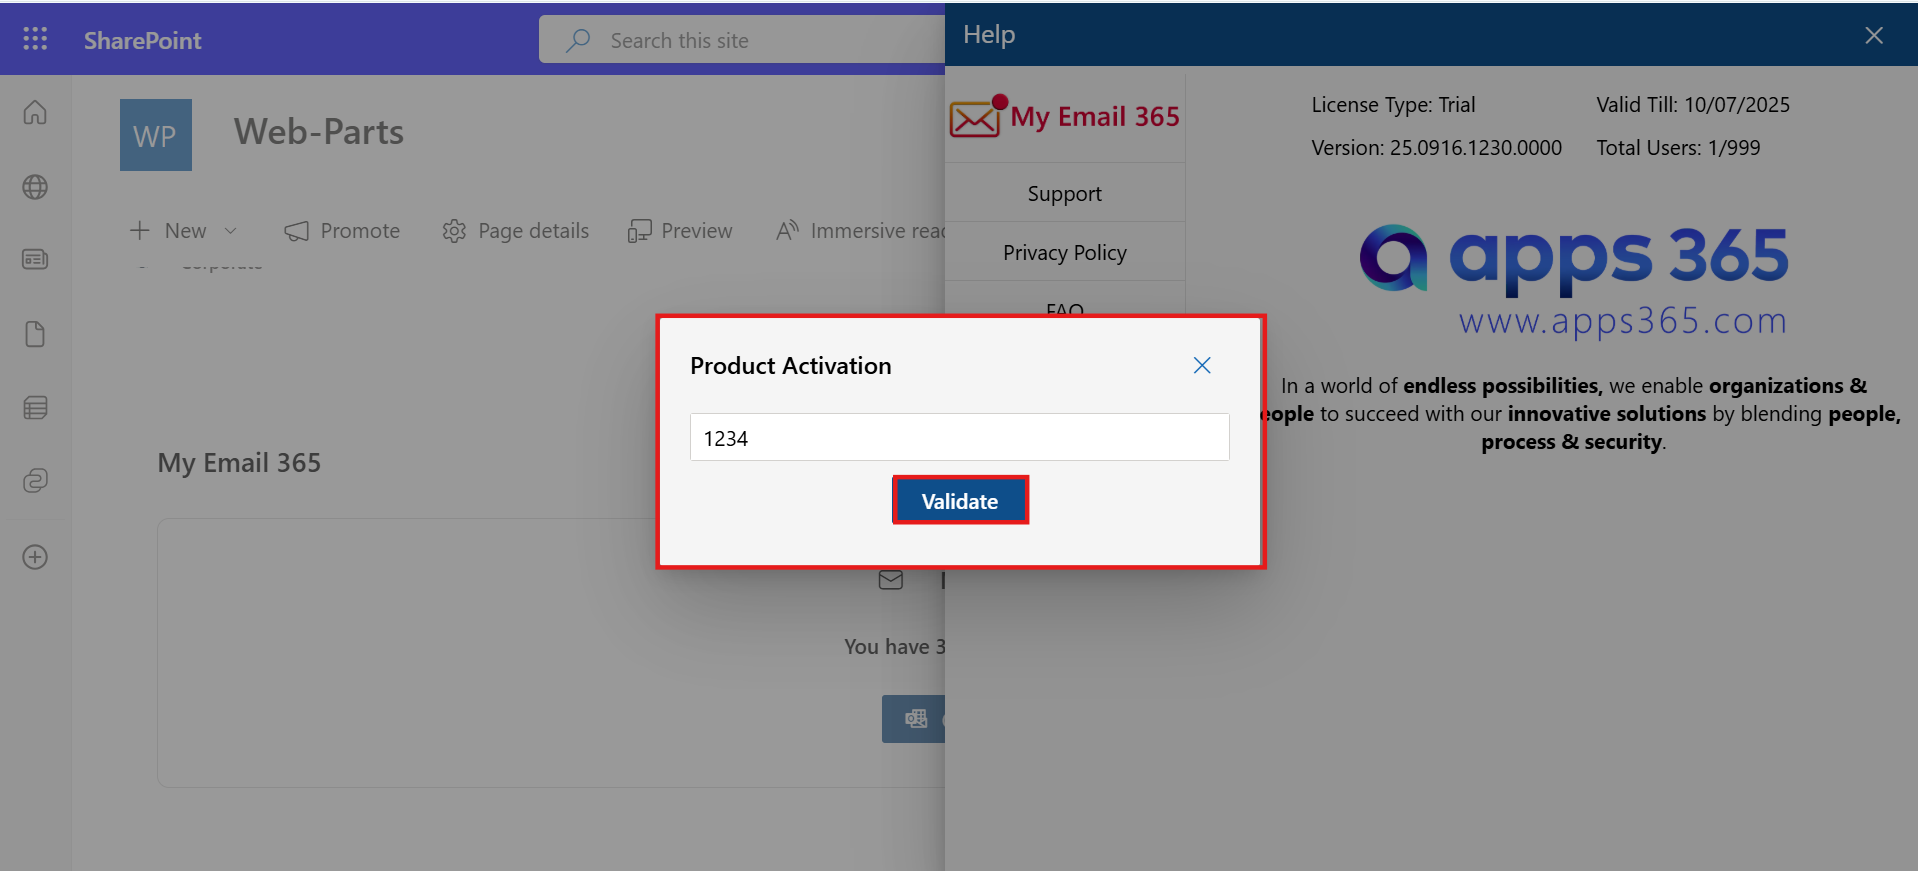 SharePoint
Search this site
Help
WP
Web-Parts
New
Promote
Page details
Preview
Immersive
My Email 365
License Type: Trial
Valid Till: 10/07/2025
Version: 25.0916.1230.0000
Total Users: 1/999
Support
Privacy Policy
FAQ
apps 365
www.apps365.com
Product Activation
1234
Validate
In a world of endless possibilities, we enable organizations &
to succeed with our innovative solutions by blending people,
process & security.
My Email 365
You have 3